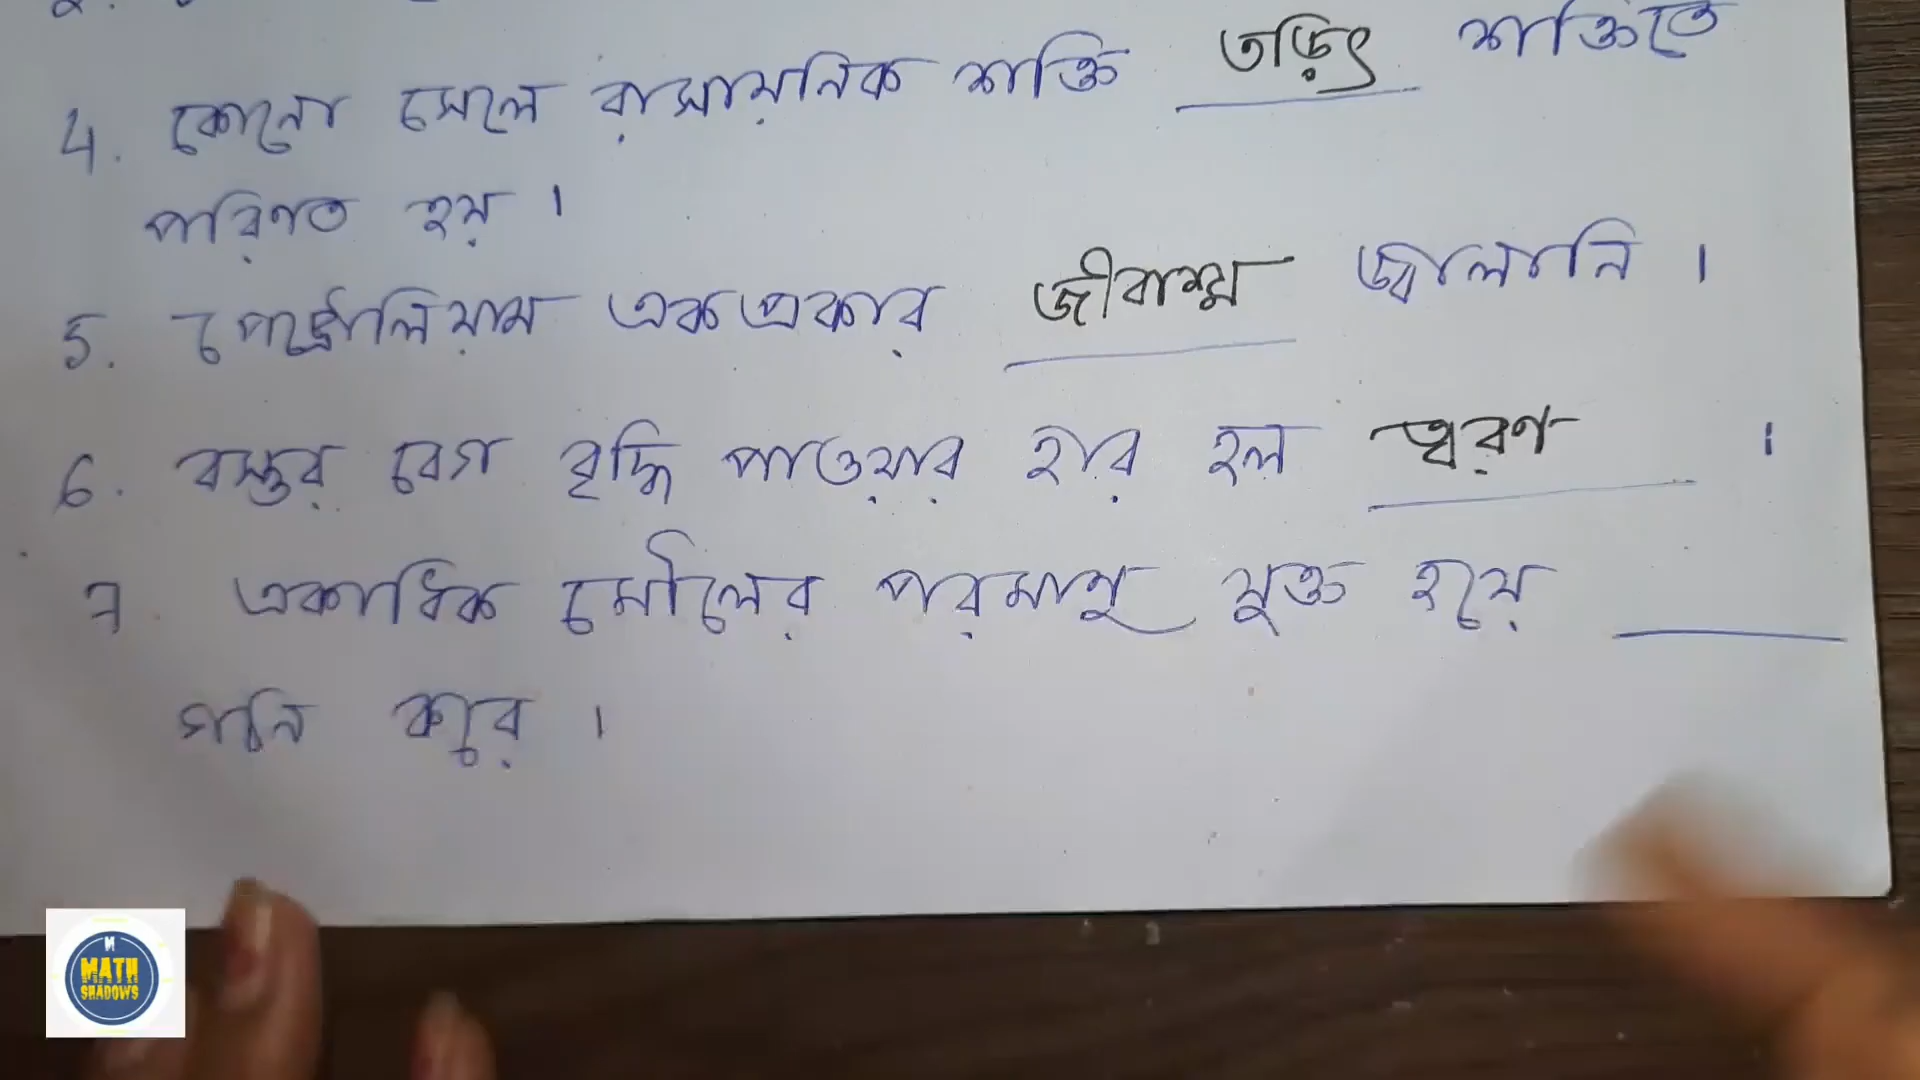 4. কোনো সেলে রাসায়নিক শক্তি তড়িৎ শক্তিতে
পরিণত হয়।
5. পেট্রোলিয়াম একপ্রকার জীবাশ্ম জ্বালানি।
6. বস্তুর বেগ বৃদ্ধি পাওয়ার হার হল ত্বরণ ।
7 একাধিক মৌলের পরমাণু যুক্ত হয়ে ______
করে।
M
MATH
SHADOWS